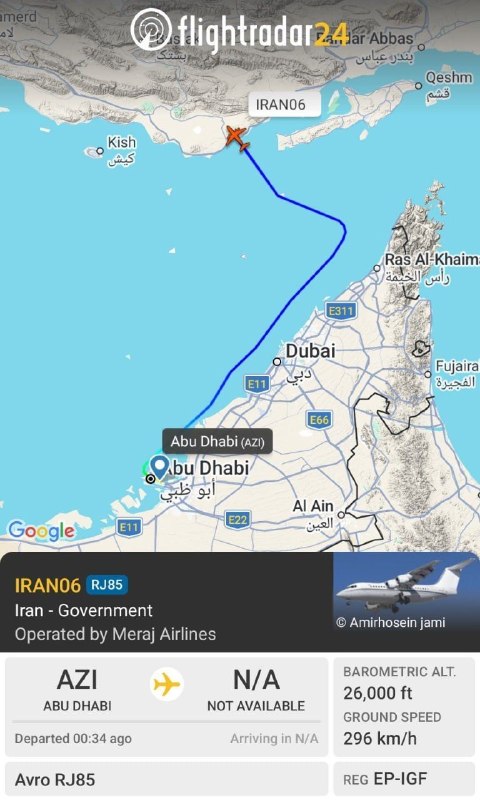 flightradar24
Bandar Abbas
بندر عباس
بستک
Qeshm
قشم
IRAN06
Kish
کیش
Ras Al-Khaima
رأس الخيمة
E311
Dubai
دبي
Fujaira
الفجيرة
E11
E66
Abu Dhabi (AZI)
Abu Dhabi
أبو ظبي
Al Ain
العين
E11
E22
Google
IRAN06 RJ85
Iran - Government
Operated by Meraj Airlines
© Amirhosein jami
AZI
ABU DHABI
N/A
NOT AVAILABLE
Departed 00:34 ago
Arriving in N/A
BAROMETRIC ALT.
26,000 ft
GROUND SPEED
296 km/h
Avro RJ85
REG EP-IGF